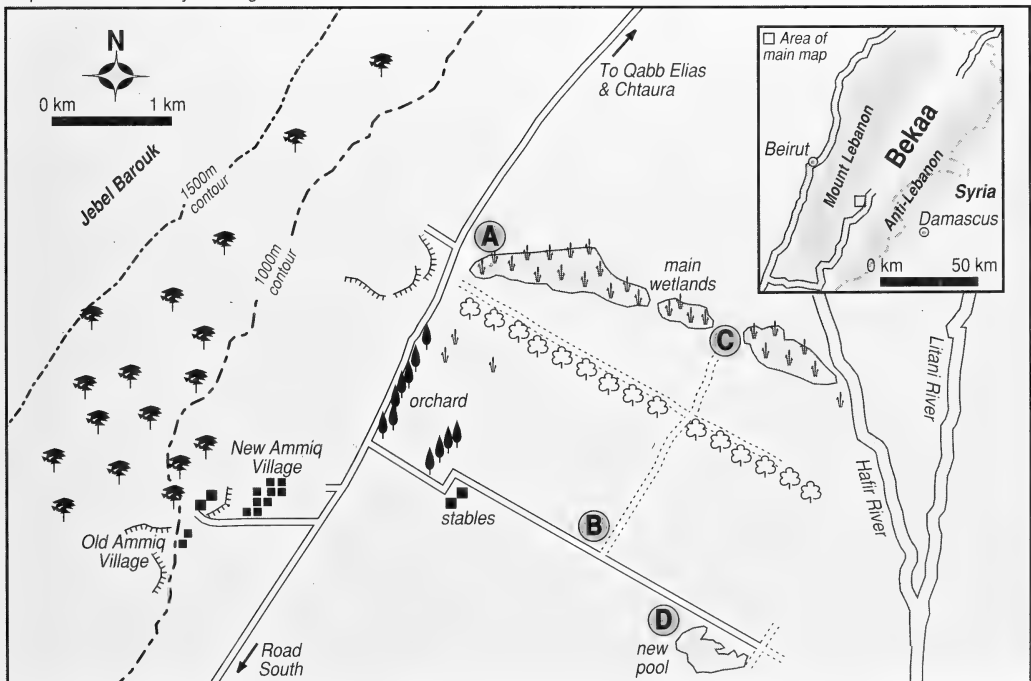 N
0 km 1 km
Jebel Barouk
1500m
contour
1000m
contour
To Qabb Elias
& Chtaura
Area of
main map
Beirut
Mount Lebanon
Bekaa
Anti-Lebanon
Syria
Damascus
0 km 50 km
A
main
wetlands
C
Litani River
Hafir River
orchard
New Ammiq
Village
stables
B
Old Ammiq
Village
D
new
pool
Road
South